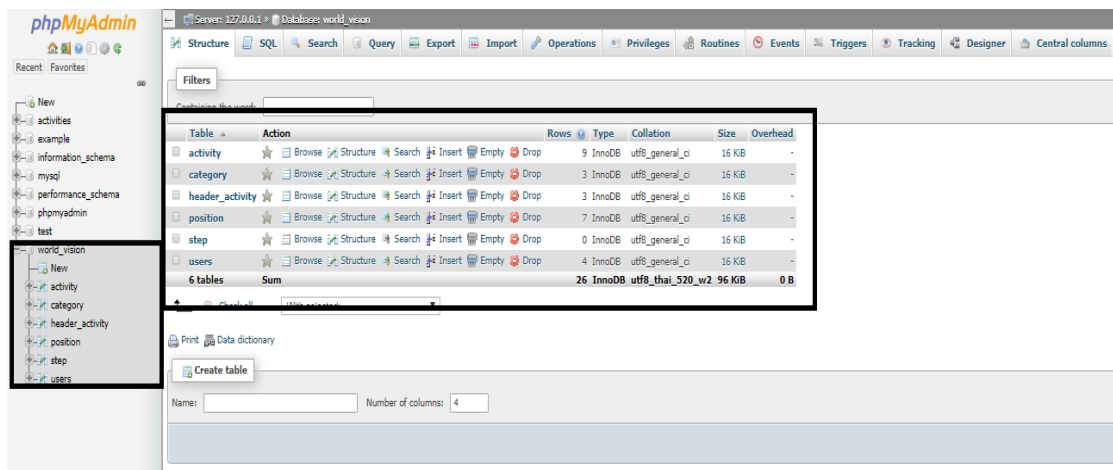 phpMyAdmin
Recent Favorites
New
activities
example
information_schema
mysql
performance_schema
phpmyadmin
test
world_vision
New
activity
category
header_activity
position
step
users
Server: 127.0.0.1 » Database: world_vision
Structure SQL Search Query Export Import Operations Privileges Routines Events Triggers Tracking Designer Central columns
Filters
Containing the word:
Table Action Rows Type Collation Size Overhead
activity Browse Structure Search Insert Empty Drop 9 InnoDB utf8_general_ci 16 KiB -
category Browse Structure Search Insert Empty Drop 3 InnoDB utf8_general_ci 16 KiB -
header_activity Browse Structure Search Insert Empty Drop 3 InnoDB utf8_general_ci 16 KiB -
position Browse Structure Search Insert Empty Drop 7 InnoDB utf8_general_ci 16 KiB -
step Browse Structure Search Insert Empty Drop 0 InnoDB utf8_general_ci 16 KiB -
users Browse Structure Search Insert Empty Drop 4 InnoDB utf8_general_ci 16 KiB -
6 tables Sum 26 InnoDB utf8_thai_520_w2 96 KiB 0 B
Check all With selected:
Print Data dictionary
Create table
Name: Number of columns: 4